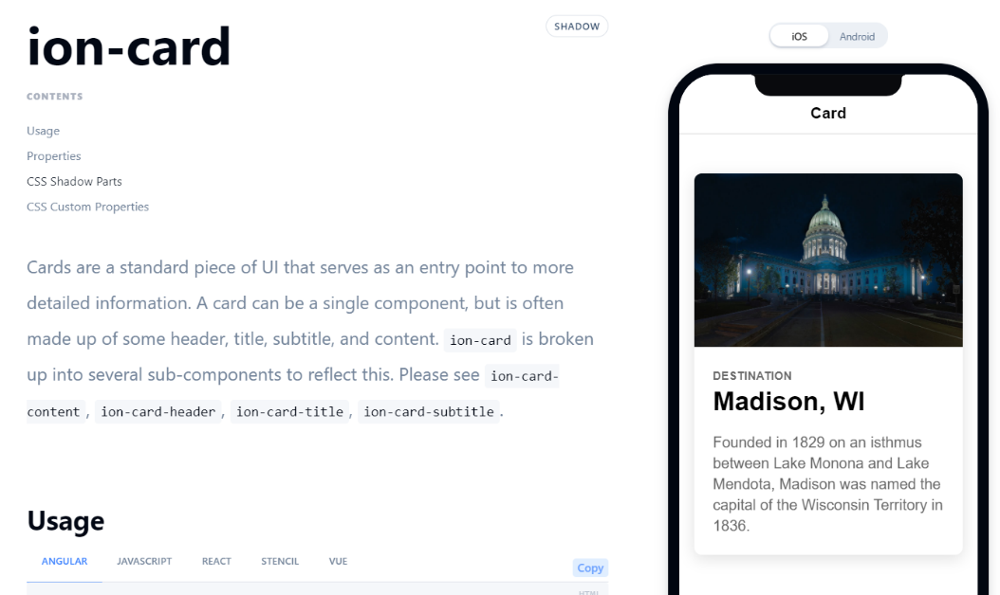 ion-card
SHADOW
CONTENTS
Usage
Properties
CSS Shadow Parts
CSS Custom Properties
Cards are a standard piece of UI that serves as an entry point to more
detailed information. A card can be a single component, but is often
made up of some header, title, subtitle, and content. ion-card is broken
up into several sub-components to reflect this. Please see ion-card-
content, ion-card-header, ion-card-title, ion-card-subtitle.
Usage
ANGULAR JAVASCRIPT REACT STENCIL VUE
Copy
HTML
iOS Android
Card
DESTINATION
Madison, WI
Founded in 1829 on an isthmus
between Lake Monona and Lake
Mendota, Madison was named the
capital of the Wisconsin Territory in
1836.